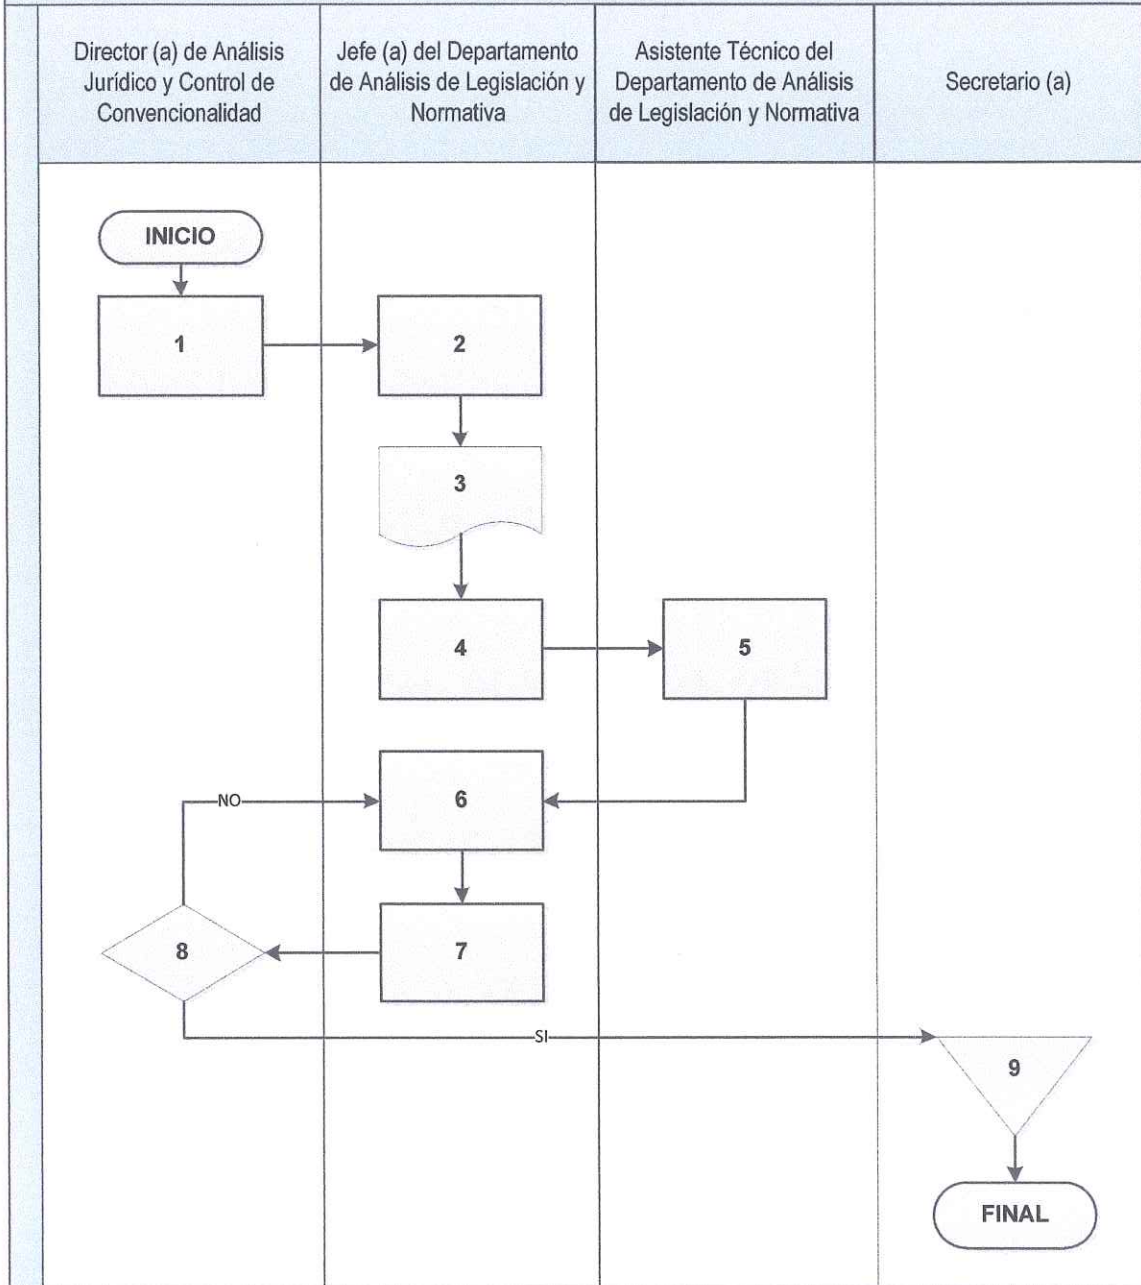 Director (a) de Análisis
Jurídico y Control de
Convencionalidad
Jefe (a) del Departamento
de Análisis de Legislación y
Normativa
Asistente Técnico del
Departamento de Análisis
de Legislación y Normativa
Secretario (a)
INICIO
1
2
3
4
5
6
NO
7
8
SI
9
FINAL